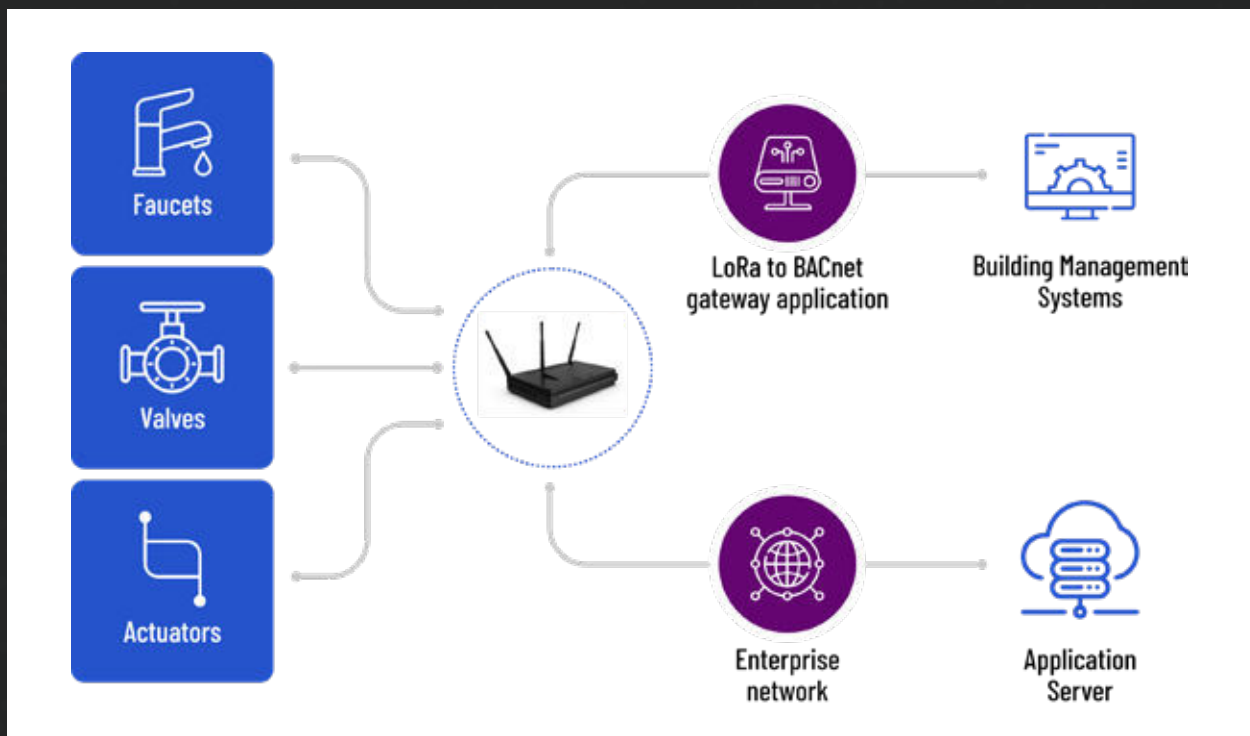 Faucets
Valves
Actuators
LoRa to BACnet
gateway application
Building Management
Systems
Enterprise
network
Application
Server